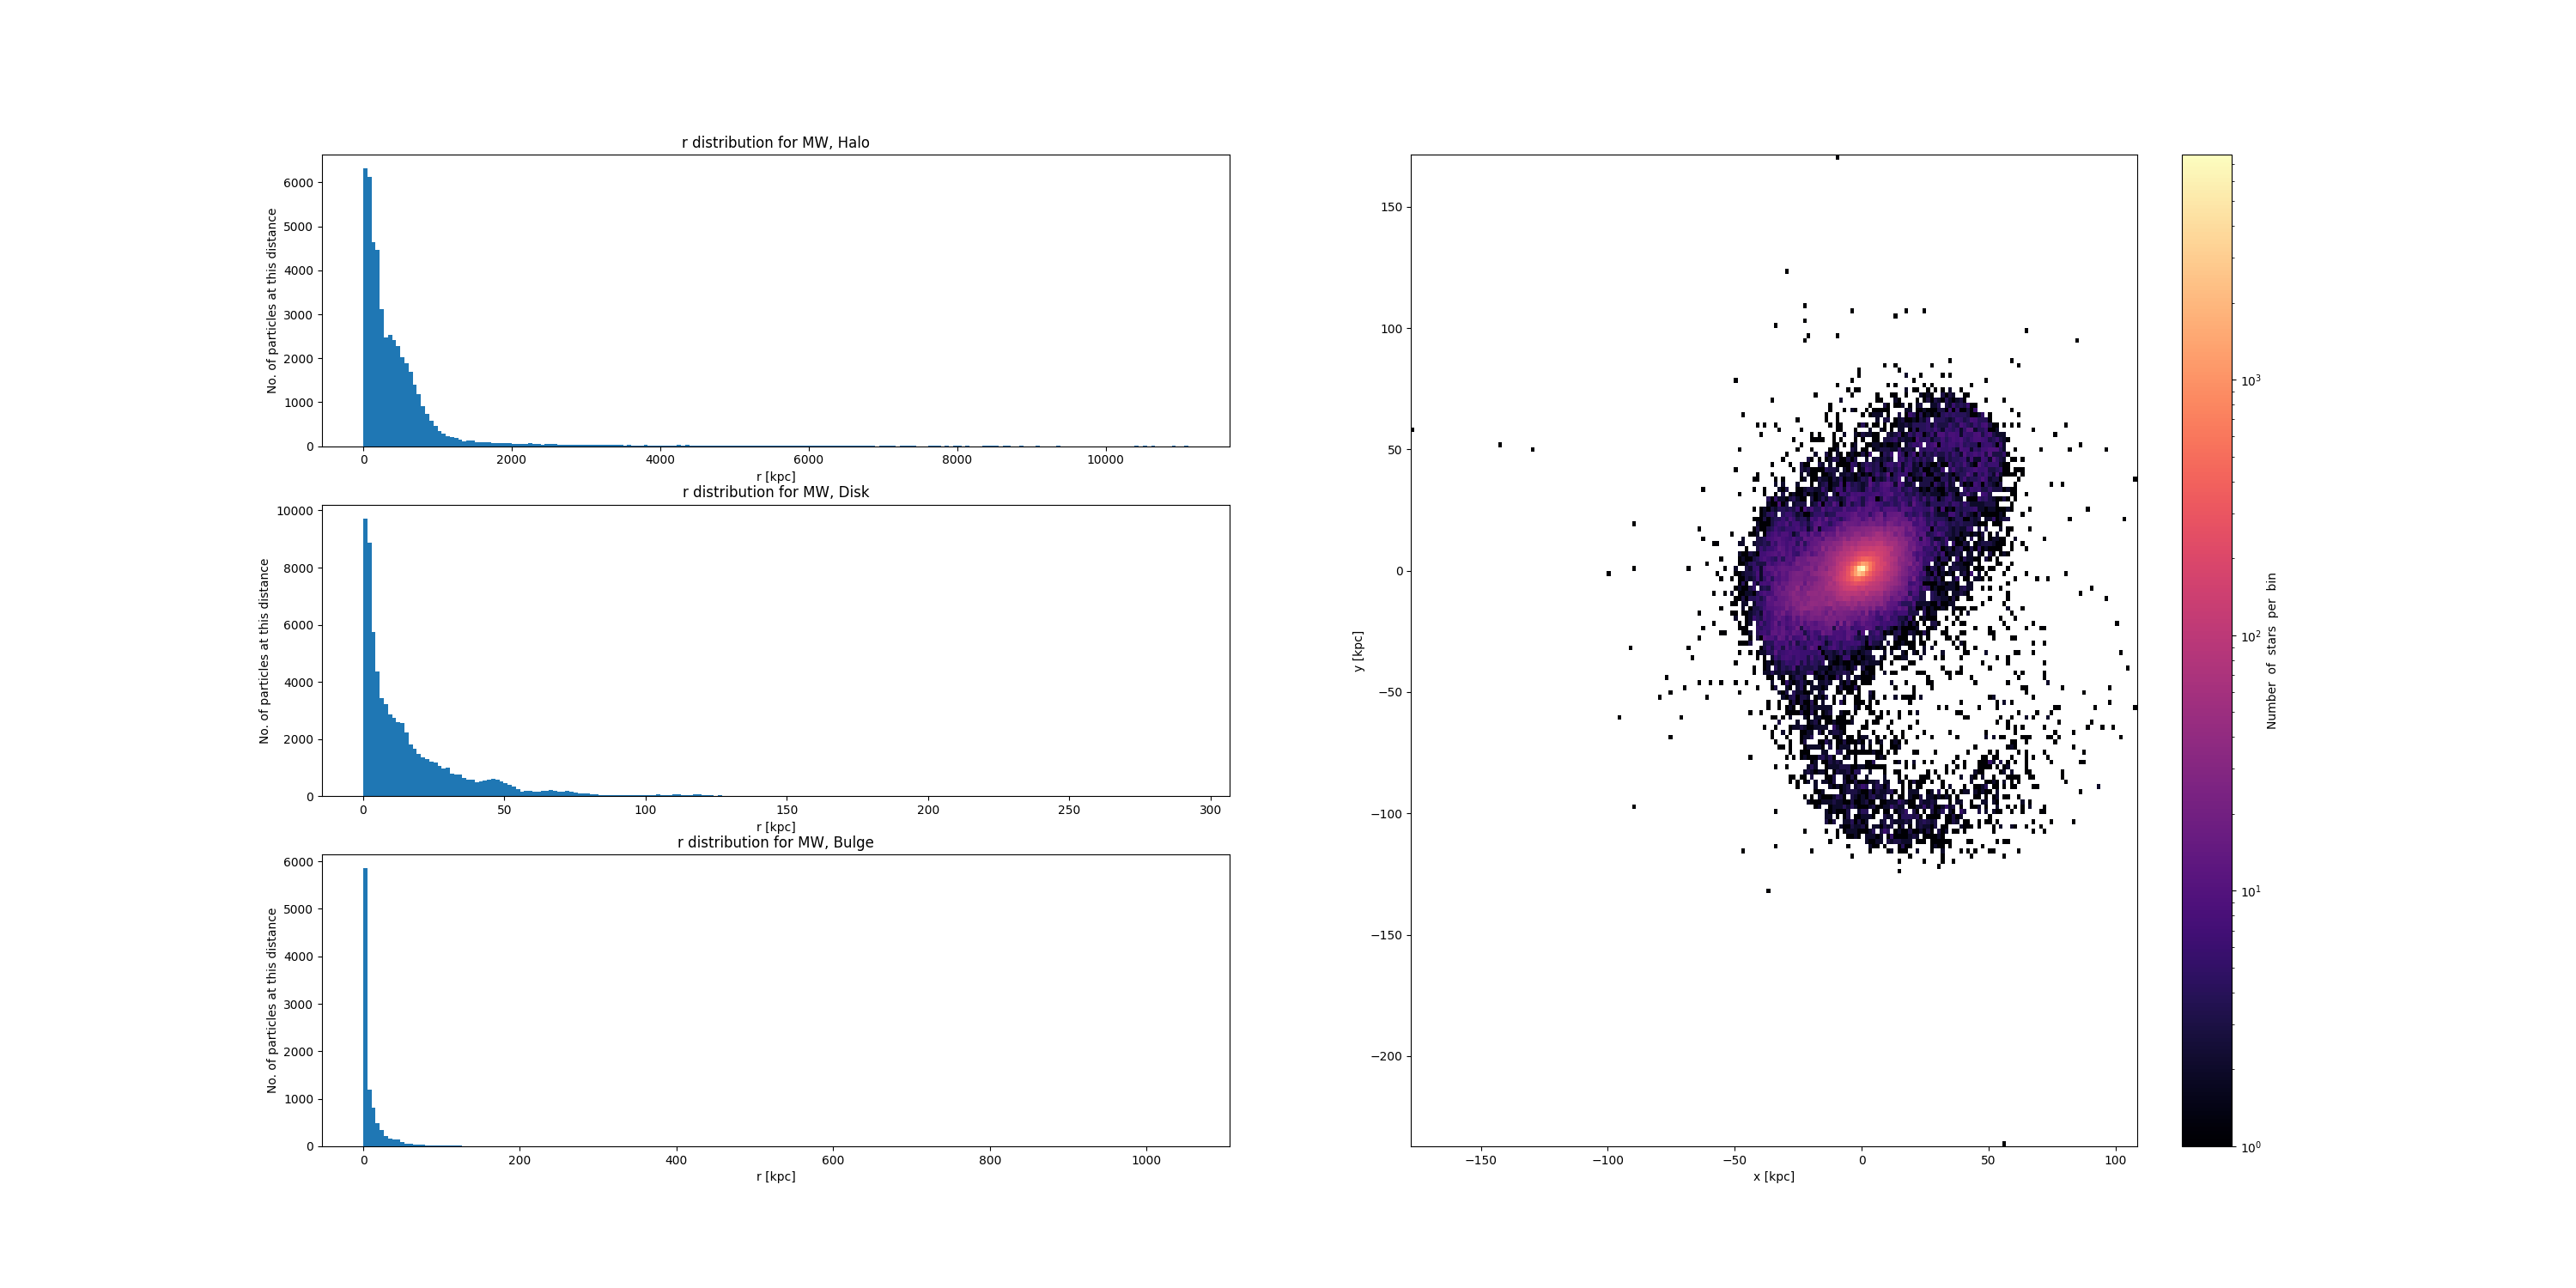 r distribution for MW, Halo
No. of particles at this distance
6000
5000
4000
3000
2000
1000
0
0 2000 4000 6000 8000 10000
r [kpc]
r distribution for MW, Disk
No. of particles at this distance
10000
8000
6000
4000
2000
0
0 50 100 150 200 250 300
r [kpc]
r distribution for MW, Bulge
No. of particles at this distance
6000
5000
4000
3000
2000
1000
0
0 200 400 600 800 1000
r [kpc]
y [kpc]
150
100
50
0
−50
−100
−150
−200
−150 −100 −50 0 50 100
x [kpc]
10³
10²
10¹
10⁰
Number of stars per bin